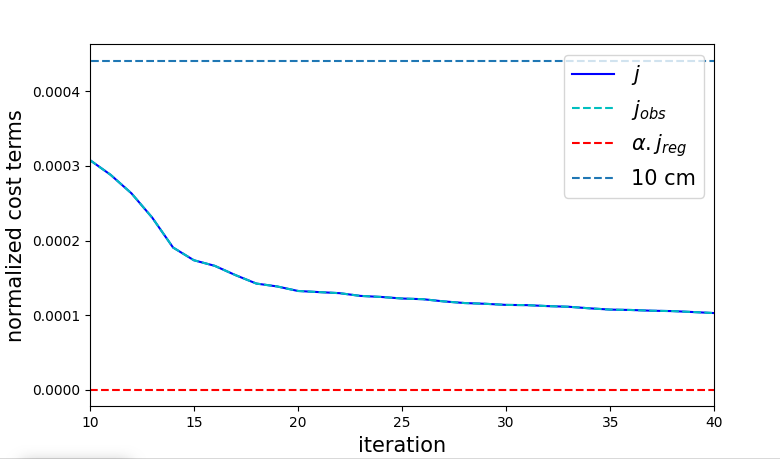 normalized cost terms
0.0004
0.0003
0.0002
0.0001
0.0000
10 15 20 25 30 35 40
iteration
j
j_obs
α.j_reg
10 cm